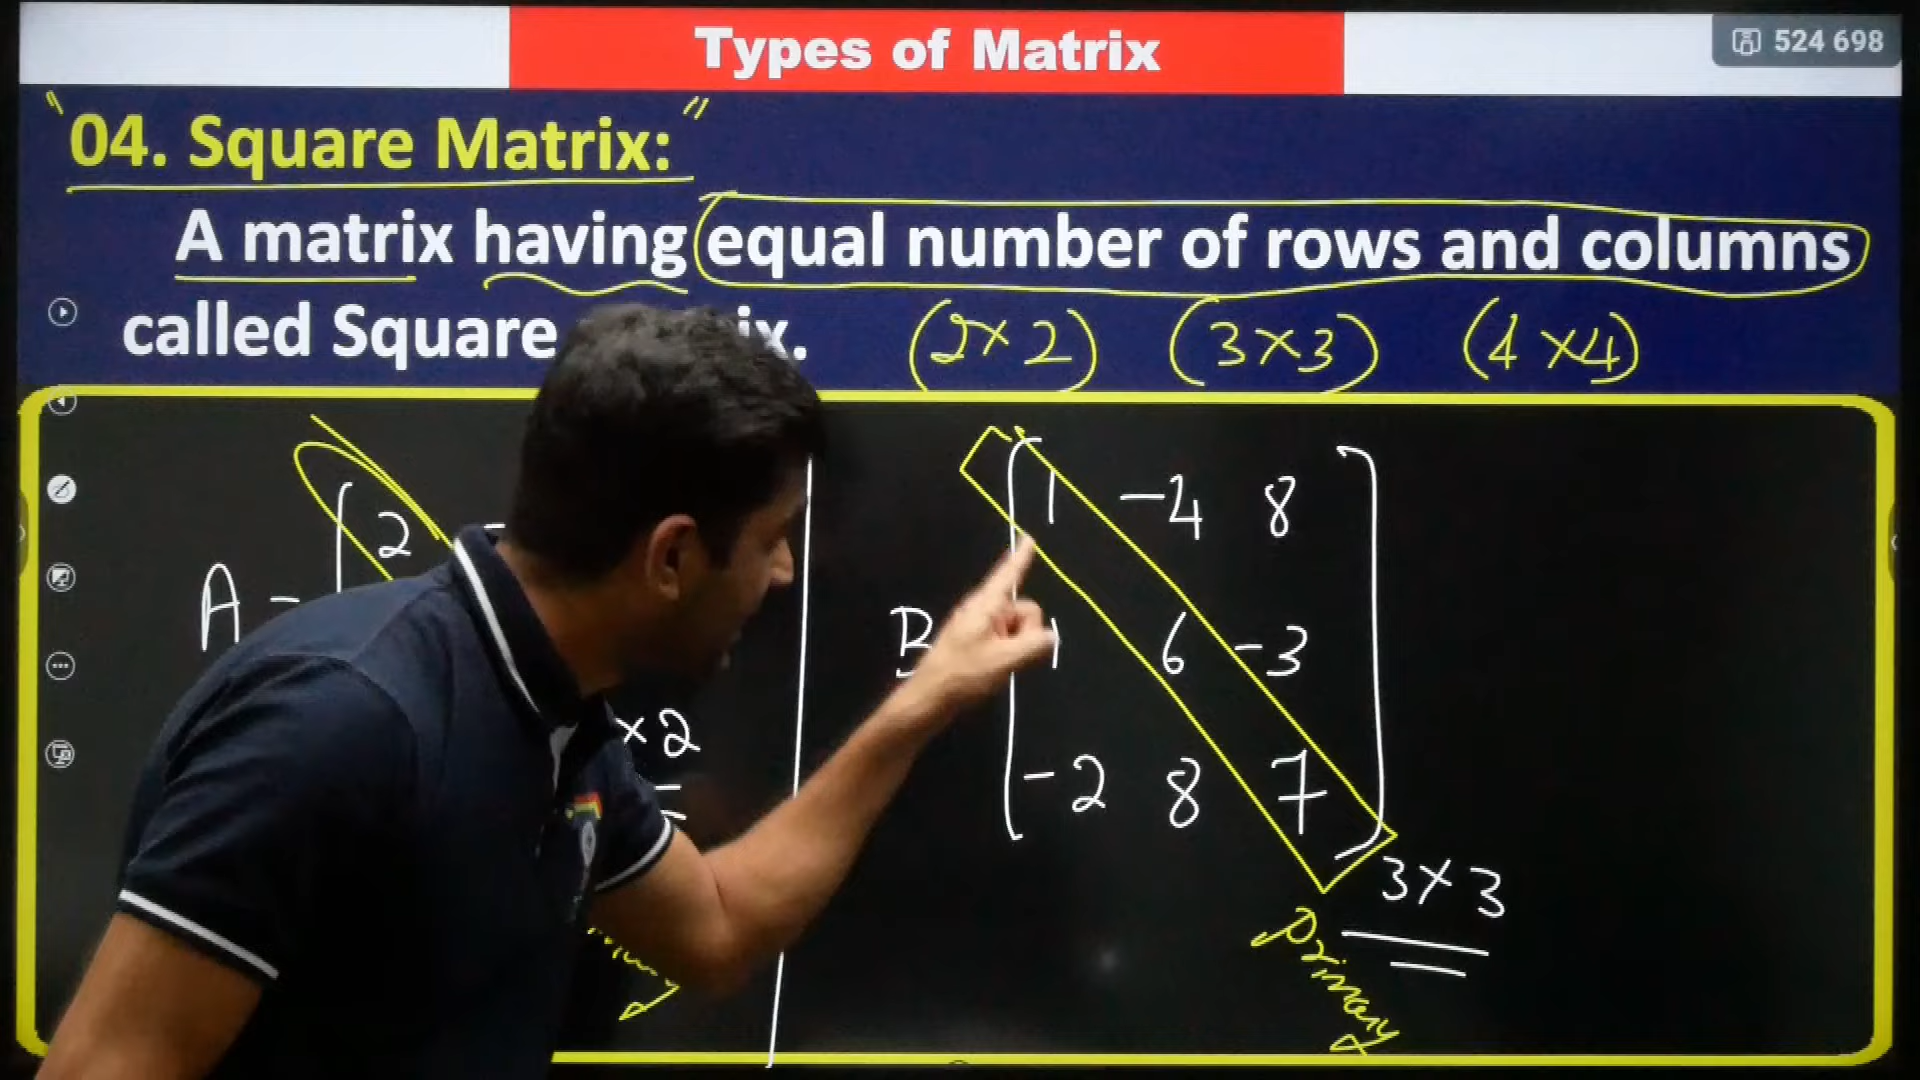 Types of Matrix
524 698
"04. Square Matrix:"
A matrix having equal number of rows and columns
called Square ix.
(2×2) (3×3) (4×4)
A =
2 -
×2
B
1 -4 8
6 -3
-2 8 7
3×3
Primary